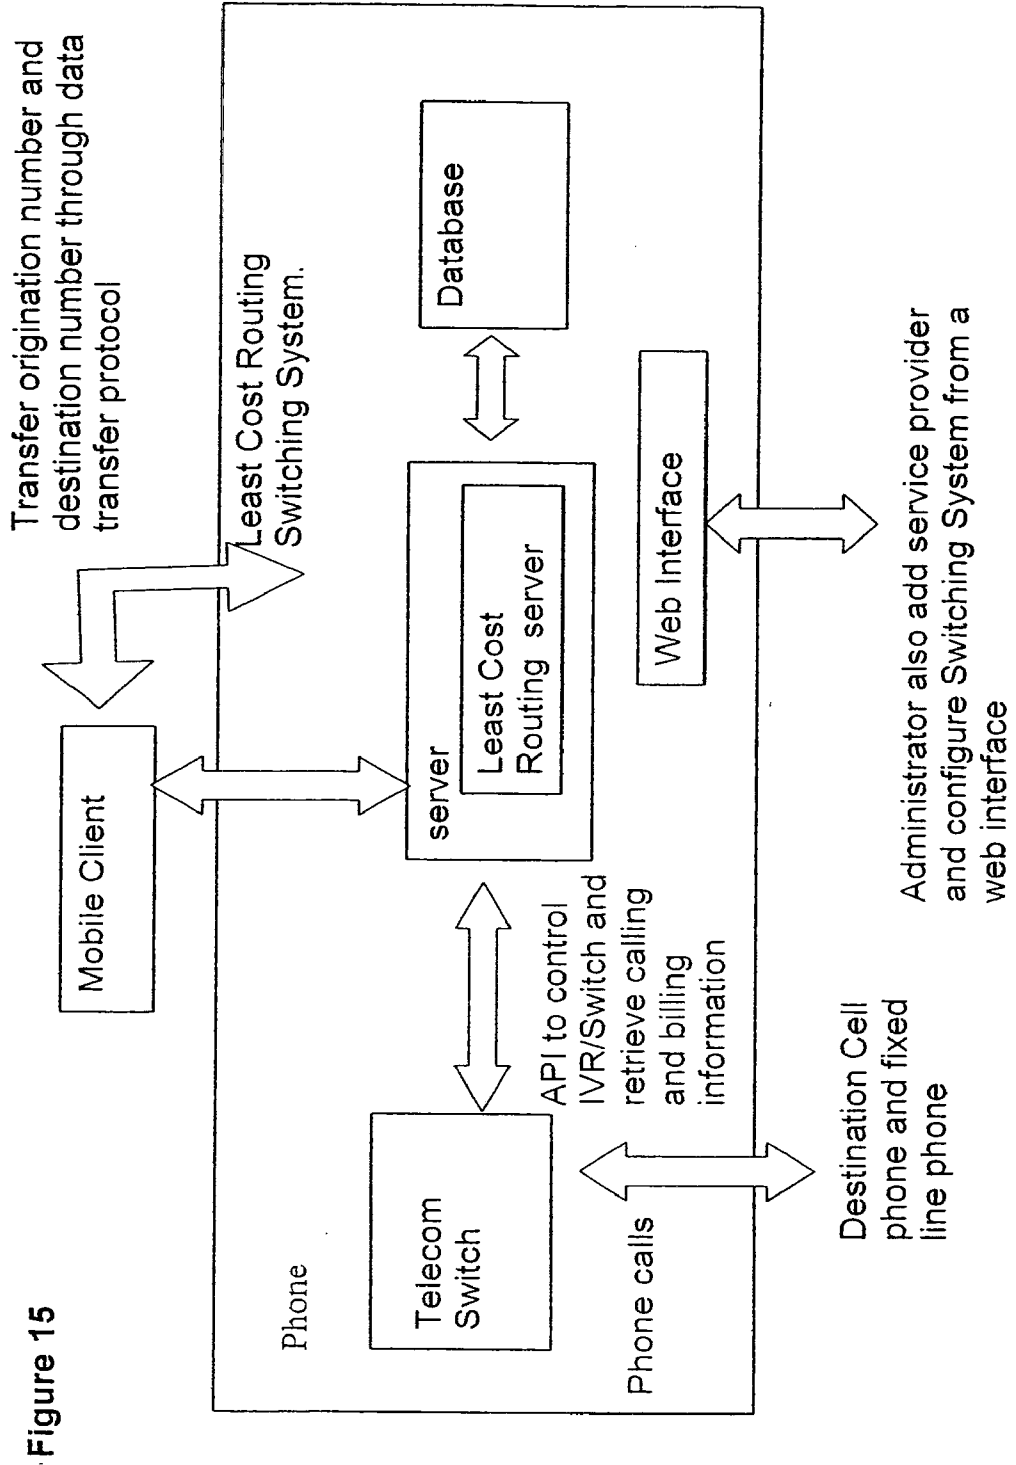 Figure 15
Transfer origination number and
destination number through data
transfer protocol
Mobile Client
Least Cost Routing
Switching System.
Phone
Telecom
Switch
server
Least Cost
Routing server
Database
API to control
IVR/Switch and
retrieve calling
and billing
information
Web Interface
Phone calls
Destination Cell
phone and fixed
line phone
Administrator also add service provider
and configure Switching System from a
web interface